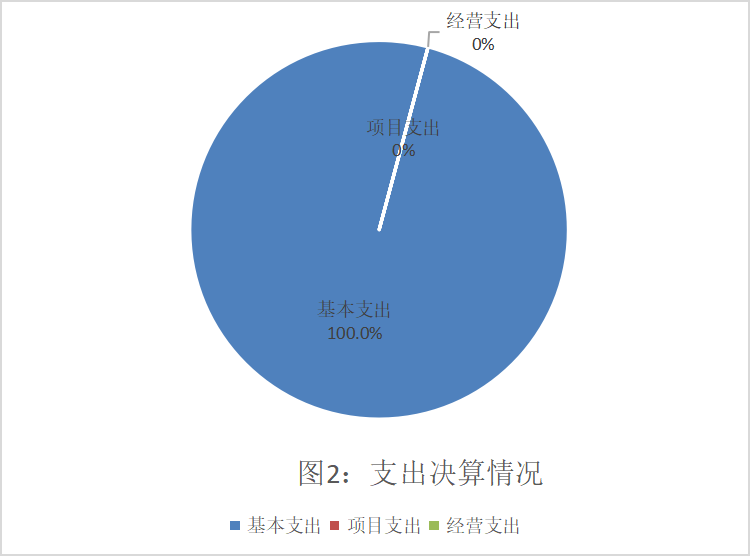 经营支出
0%
项目支出
0%
基本支出
100.0%
图2：支出决算情况
基本支出 项目支出 经营支出